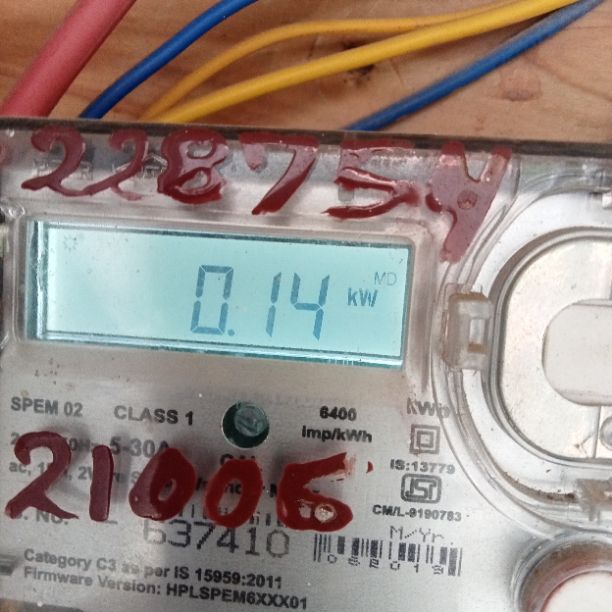 228754
0.14 kW MD
SPEM 02 CLASS 1 6400 imp/kWh kWh
5-30A
IS:13779
21006
CM/L-9190783
637410
M/Yr.
Category C3 as per IS 15959:2011
Firmware Version: HPLSPEM6XXX01